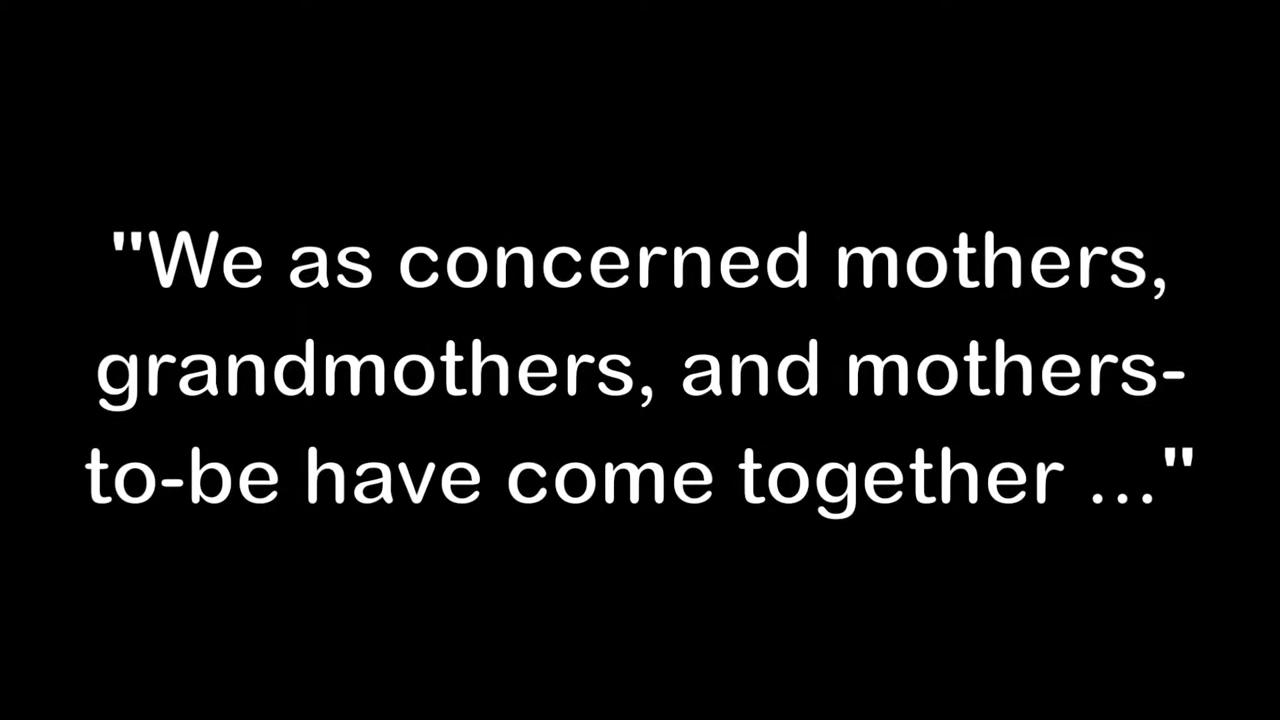 "We as concerned mothers,
grandmothers, and mothers-
to-be have come together ..."